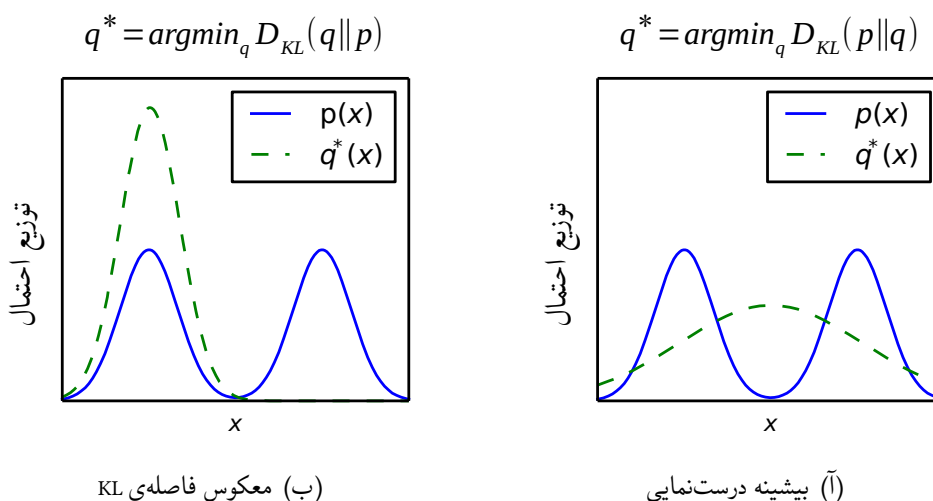 q* = argmin_q D_KL(q‖p)
p(x)
q*(x)
توزیع احتمال
x
(ب) معکوس فاصله‌ی KL
q* = argmin_q D_KL(p‖q)
p(x)
q*(x)
توزیع احتمال
x
(آ) بیشینه درست‌نمایی